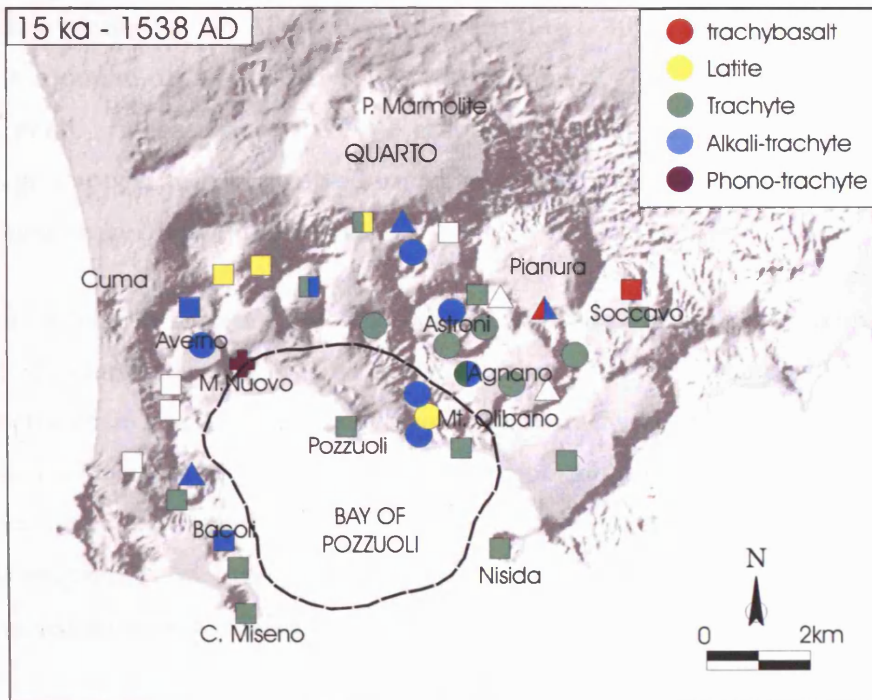 15 ka - 1538 AD
trachybasalt
Latite
Trachyte
Alkali-trachyte
Phono-trachyte
P. Marmolite
QUARTO
Cuma
Pianura
Soccavo
Astroni
Averno
M.Nuovo
Agnano
Mt. Olibano
Pozzuoli
Bacoli
BAY OF
POZZUOLI
Nisida
C. Miseno
N
0 2km